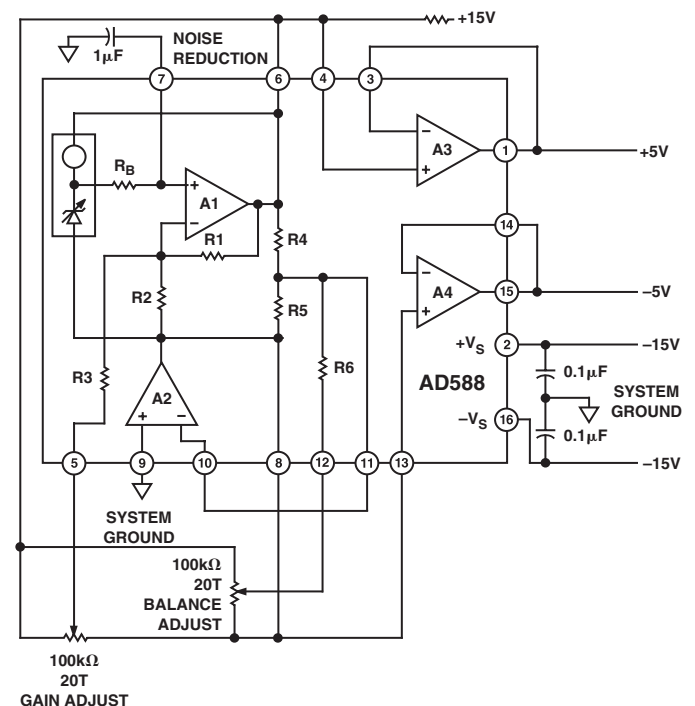 +15V
1µF
NOISE
REDUCTION
7
6
4
3
RB
A1
+
−
R1
R4
A3
−
+
1
+5V
14
R2
R5
A4
−
+
15
−5V
R3
A2
+
−
R6
+VS
2
−15V
AD588
0.1µF
SYSTEM
GROUND
−VS
16
0.1µF
−15V
5
9
10
8
12
11
13
SYSTEM
GROUND
100kΩ
20T
BALANCE
ADJUST
100kΩ
20T
GAIN ADJUST